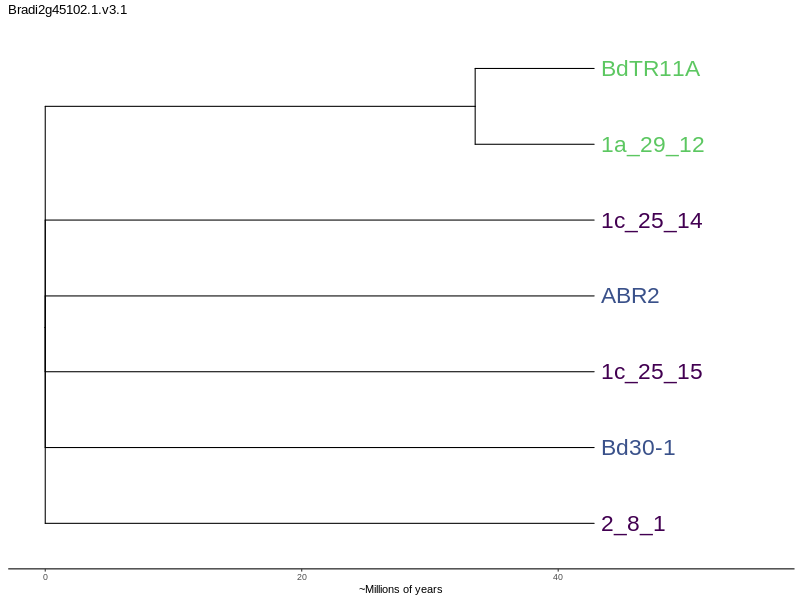 Bradi2g45102.1.v3.1
BdTR11A
1a_29_12
1c_25_14
ABR2
1c_25_15
Bd30-1
2_8_1
0 20 40
~Millions of years